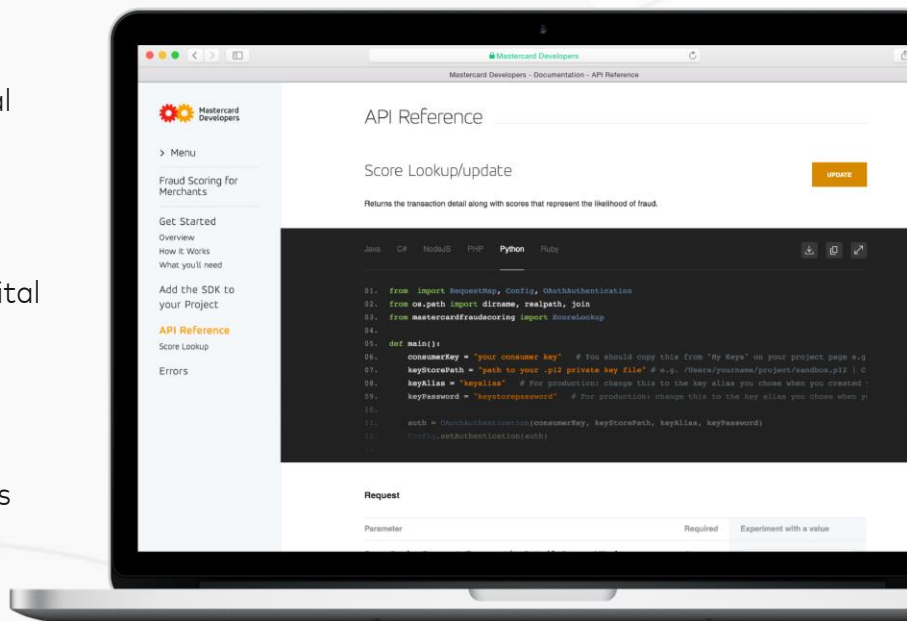 al
ital
s
Mastercard Developers
Mastercard Developers - Documentation - API Reference
Mastercard
Developers
> Menu
Fraud Scoring for
Merchants
Get Started
Overview
How it Works
What you'll need
Add the SDK to
your Project
API Reference
Score Lookup
Errors
API Reference
Score Lookup/update
UPDATE
Returns the transaction detail along with scores that represent the likelihood of fraud.
Java C# NodeJS PHP Python Ruby
01. from import RequestMap, Config, OAuthAuthentication
02. from os.path import dirname, realpath, join
03. from mastercardfraudscoring import ScoreLookup
04.
05. def main():
06. consumerKey = "your consumer key" # You should copy this from "My Keys" on your project page e.g
07. keyStorePath = "path to your .p12 private key file" # e.g. /Users/yourname/project/sandbox.p12 | C
08. keyAlias = "keyalias" # For production: change this to the key alias you chose when you created
09. keyPassword = "keystorepassword" # For production: change this to the key alias you chose when
10.
11. auth = OAuthAuthentication(consumerKey, keyStorePath, keyAlias, keyPassword)
12. Config.setAuthentication(auth)
Request
Parameter Required Experiment with a value